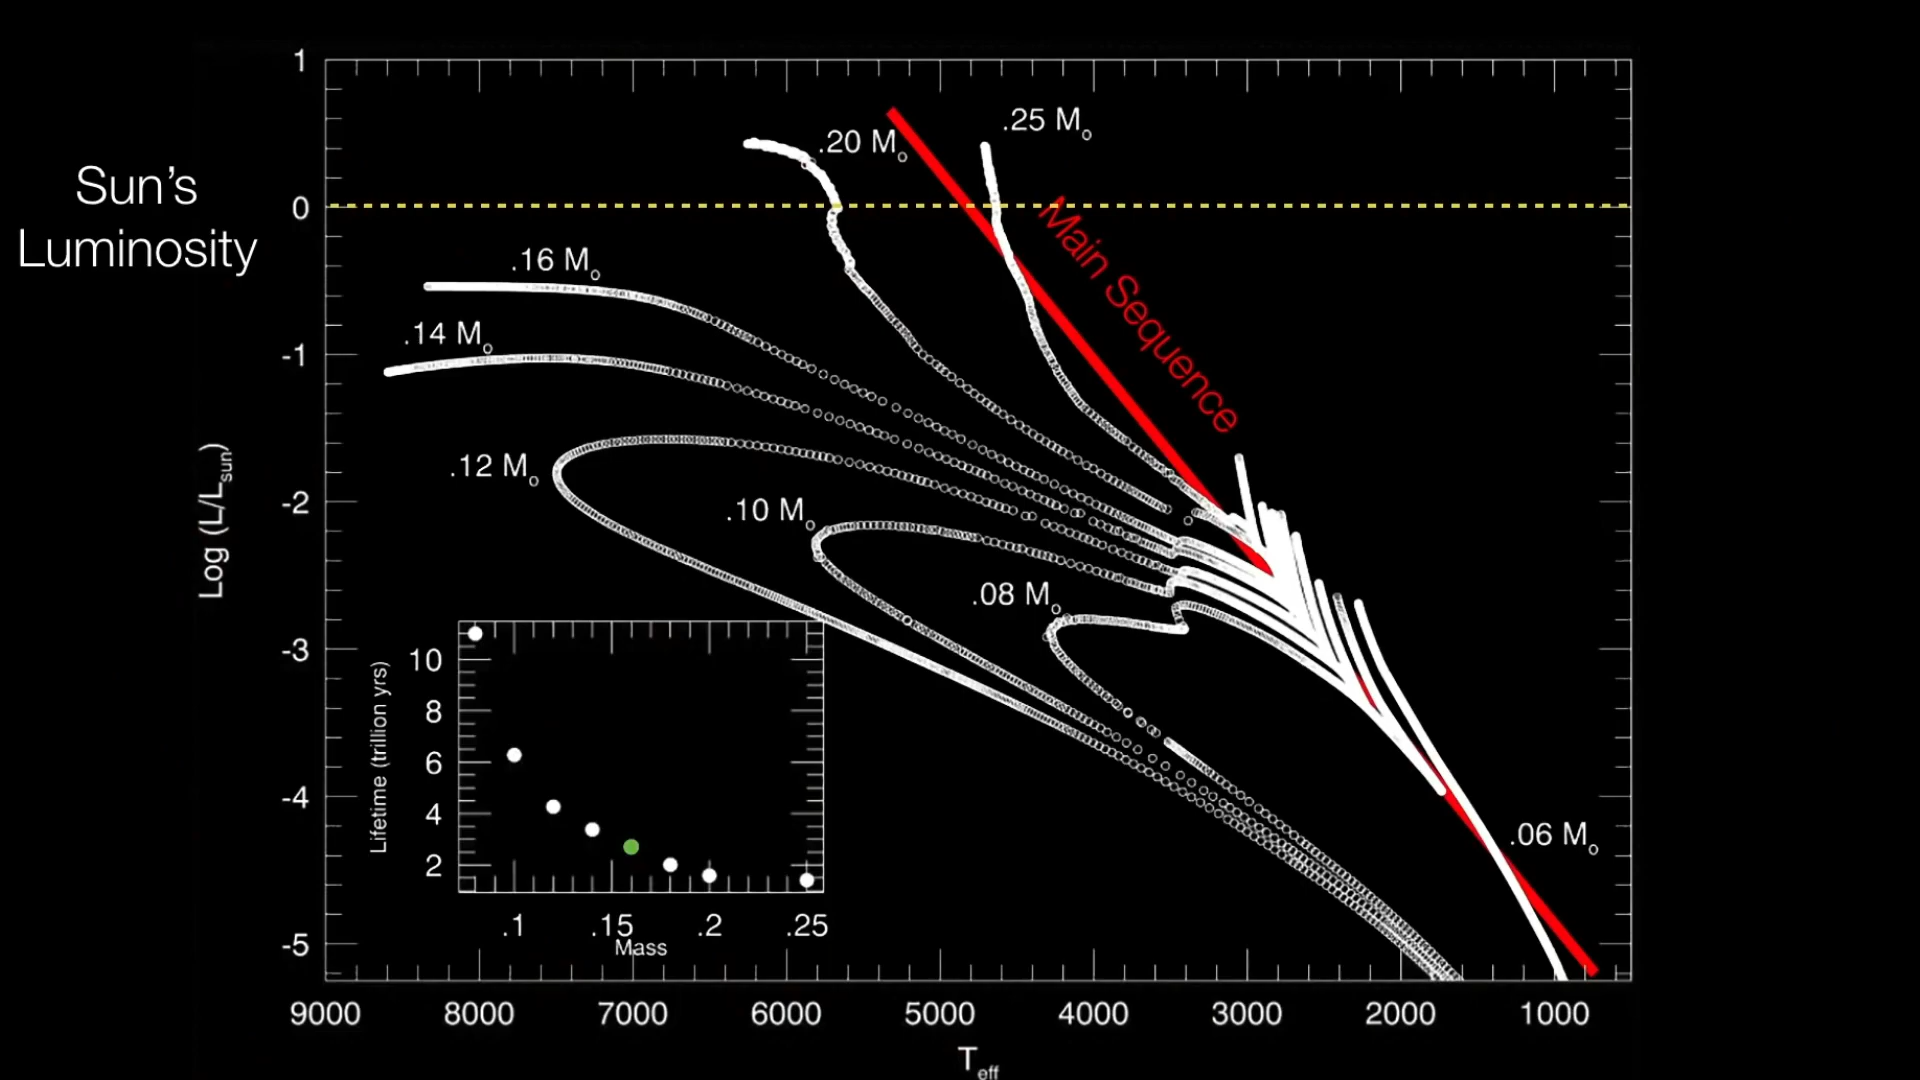 Sun's
Luminosity
1
0
-1
-2
-3
-4
-5
Log (L/Lsun)
.25 Mo
.20 Mo
Main Sequence
.16 Mo
.14 Mo
.12 Mo
.10 Mo
.08 Mo
.06 Mo
10
8
6
4
2
Lifetime (trillion yrs)
.1 .15 .2 .25
Mass
9000 8000 7000 6000 5000 4000 3000 2000 1000
Teff